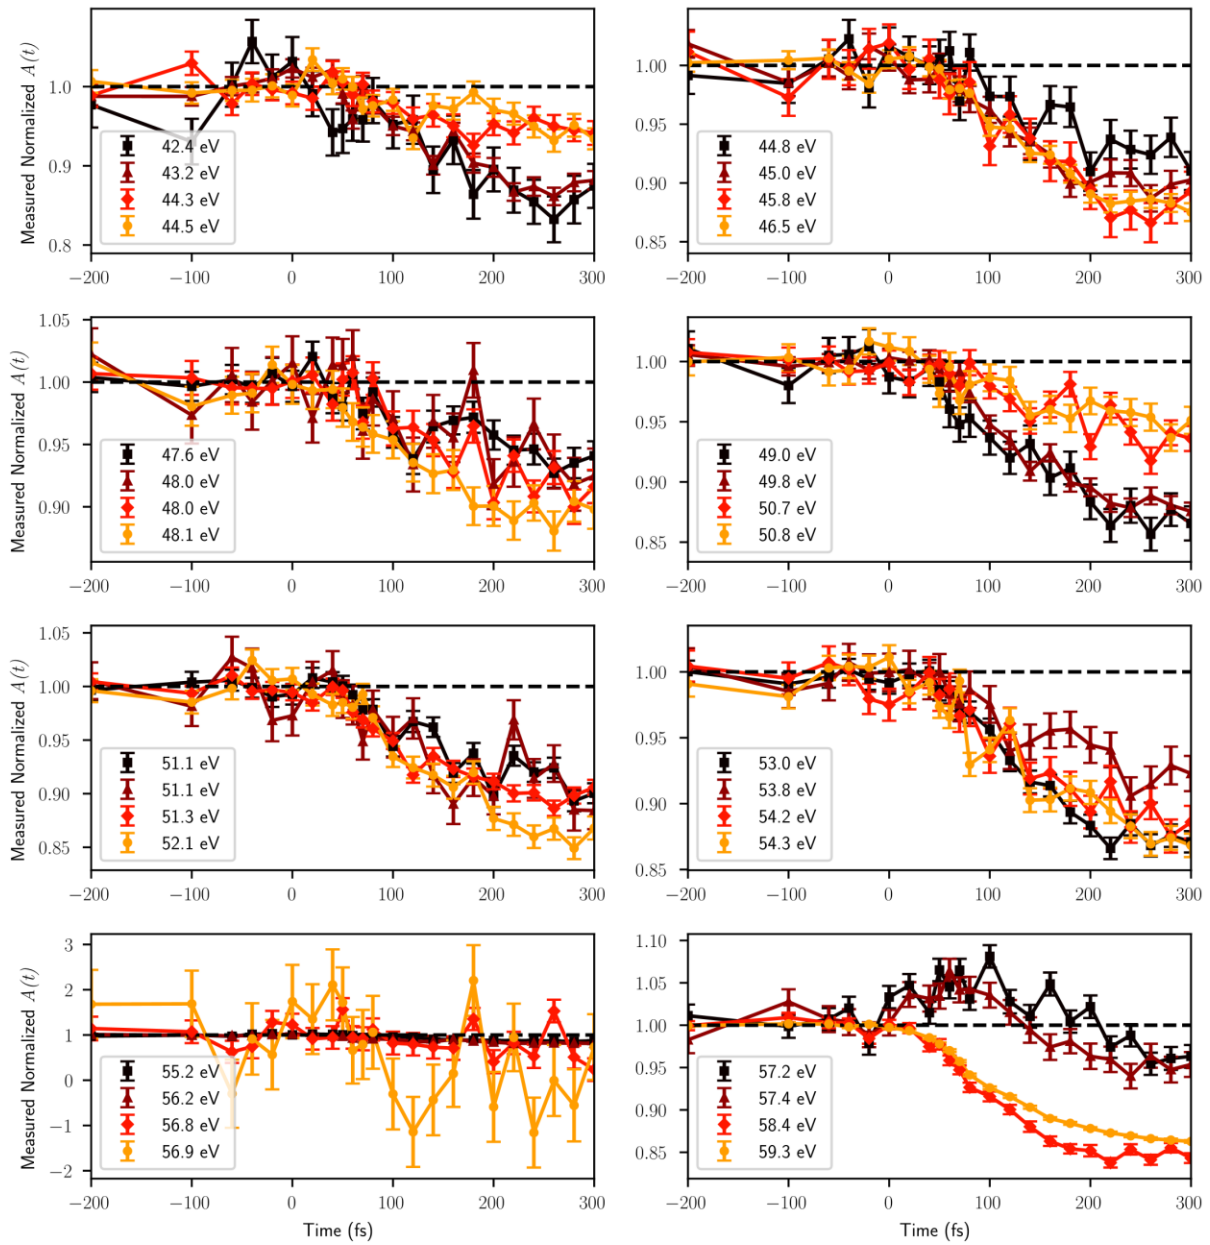 Measured Normalized A(t)
1.0
0.9
0.8
42.4 eV
43.2 eV
44.3 eV
44.5 eV
−200 −100 0 100 200 300
1.00
0.95
0.90
0.85
44.8 eV
45.0 eV
45.8 eV
46.5 eV
−200 −100 0 100 200 300
Measured Normalized A(t)
1.05
1.00
0.95
0.90
47.6 eV
48.0 eV
48.0 eV
48.1 eV
−200 −100 0 100 200 300
1.00
0.95
0.90
0.85
49.0 eV
49.8 eV
50.7 eV
50.8 eV
−200 −100 0 100 200 300
Measured Normalized A(t)
1.05
1.00
0.95
0.90
0.85
51.1 eV
51.1 eV
51.3 eV
52.1 eV
−200 −100 0 100 200 300
1.00
0.95
0.90
0.85
53.0 eV
53.8 eV
54.2 eV
54.3 eV
−200 −100 0 100 200 300
Measured Normalized A(t)
3
2
1
0
−1
−2
55.2 eV
56.2 eV
56.8 eV
56.9 eV
−200 −100 0 100 200 300
Time (fs)
1.10
1.05
1.00
0.95
0.90
0.85
57.2 eV
57.4 eV
58.4 eV
59.3 eV
−200 −100 0 100 200 300
Time (fs)